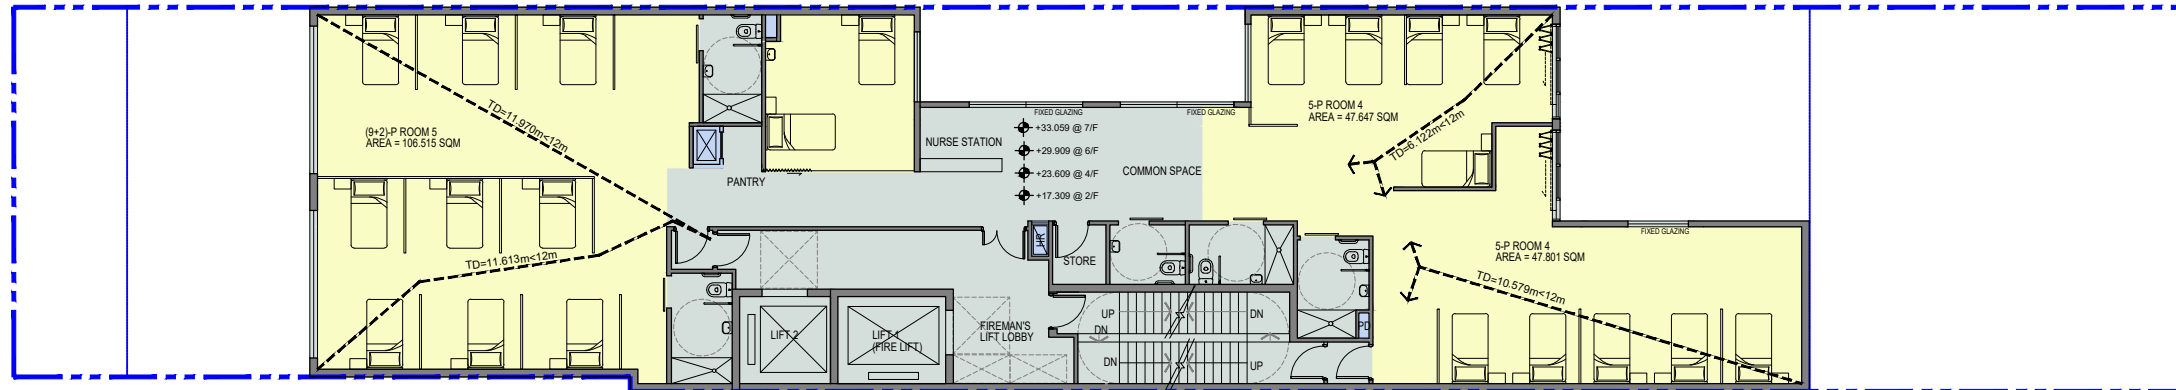 (9+2)-P ROOM 5
AREA = 106.515 SQM
TD=11.970m<12m
TD=11.613m<12m
PANTRY
NURSE STATION
FIXED GLAZING
+33.059 @ 7/F
+29.909 @ 6/F
+23.609 @ 4/F
+17.309 @ 2/F
COMMON SPACE
FIXED GLAZING
5-P ROOM 4
AREA = 47.647 SQM
TD=6.122m<12m
FIXED GLAZING
5-P ROOM 4
AREA = 47.801 SQM
TD=10.579m<12m
HR
STORE
LIFT 2
LIFT 1
(FIRE LIFT)
FIREMAN'S
LIFT LOBBY
UP
DN
DN
DN
UP
PD